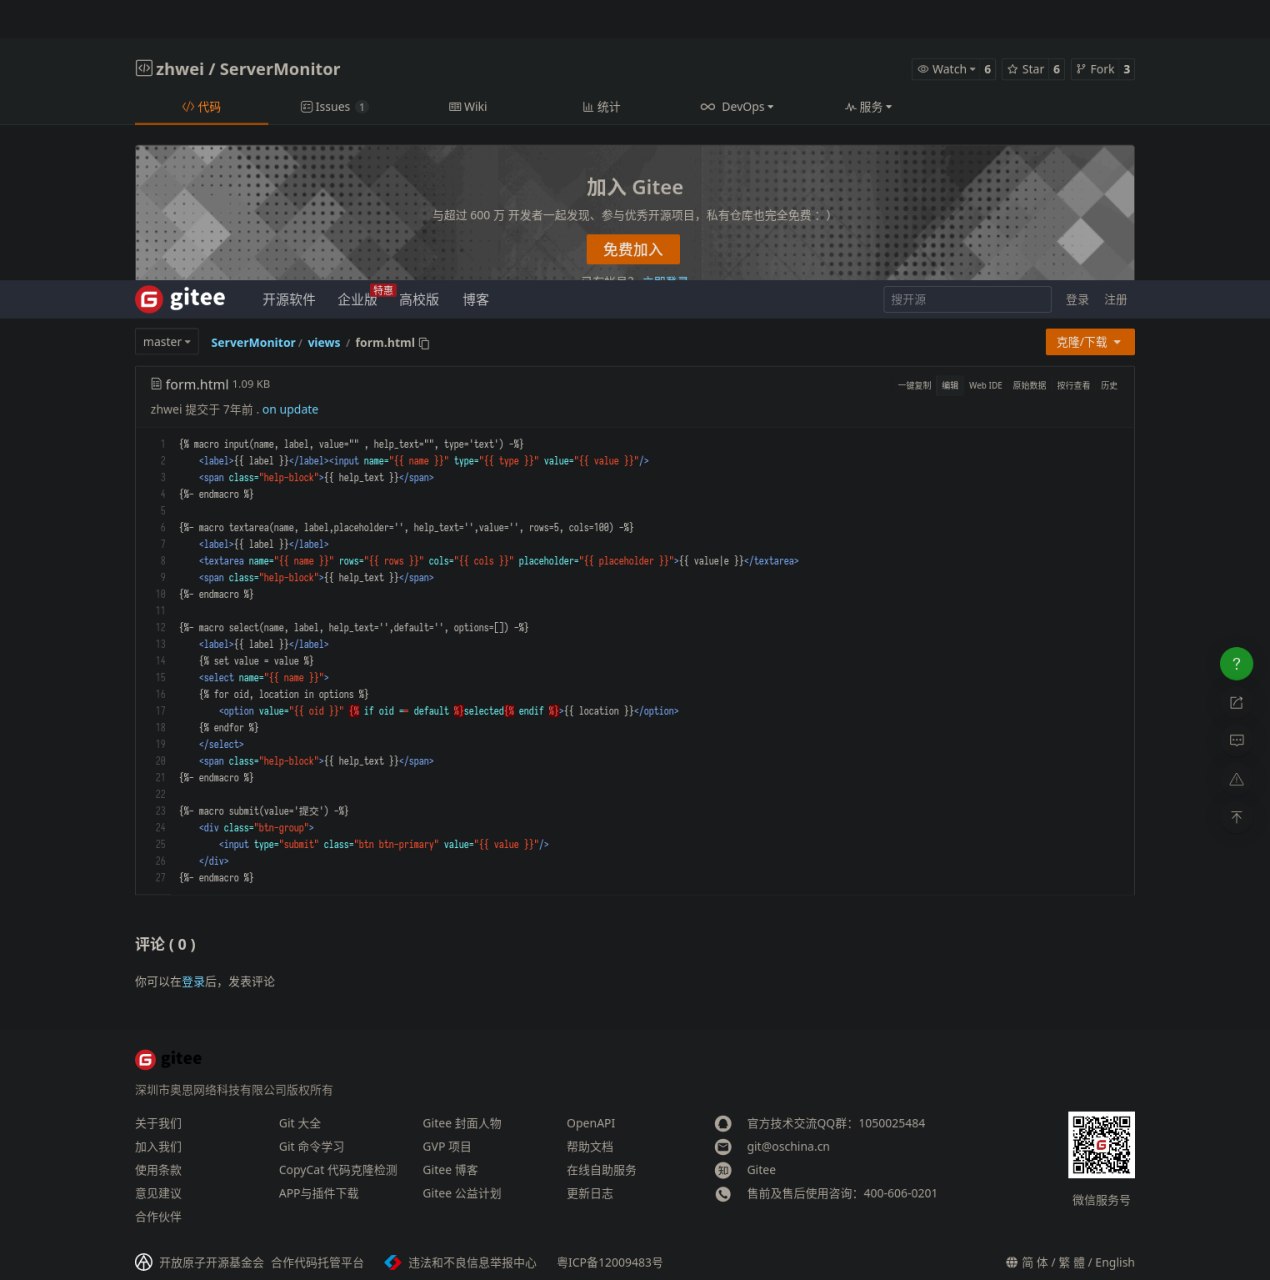 zhwei / ServerMonitor
Watch 6 Star 6 Fork 3
代码 Issues 1 Wiki 统计 DevOps 服务
加入 Gitee
与超过 600 万 开发者一起发现、参与优秀开源项目，私有仓库也完全免费：）
免费加入
已有帐号？ 立即登录
gitee 开源软件 企业版 特惠 高校版 博客 搜开源 登录 注册
master ServerMonitor / views / form.html 克隆/下载
form.html 1.09 KB 一键复制 编辑 Web IDE 原始数据 按行查看 历史
zhwei 提交于 7年前 . on update
1 {% macro input(name, label, value="" , help_text="", type='text') -%}
2 <label>{{ label }}</label><input name="{{ name }}" type="{{ type }}" value="{{ value }}"/>
3 <span class="help-block">{{ help_text }}</span>
4 {%- endmacro %}
5
6 {%- macro textarea(name, label,placeholder='', help_text='',value='', rows=5, cols=100) -%}
7 <label>{{ label }}</label>
8 <textarea name="{{ name }}" rows="{{ rows }}" cols="{{ cols }}" placeholder="{{ placeholder }}">{{ value|e }}</textarea>
9 <span class="help-block">{{ help_text }}</span>
10 {%- endmacro %}
11
12 {%- macro select(name, label, help_text='',default='', options=[]) -%}
13 <label>{{ label }}</label>
14 {% set value = value %}
15 <select name="{{ name }}">
16 {% for oid, location in options %}
17 <option value="{{ oid }}" {% if oid == default %}selected{% endif %}>{{ location }}</option>
18 {% endfor %}
19 </select>
20 <span class="help-block">{{ help_text }}</span>
21 {%- endmacro %}
22
23 {%- macro submit(value='提交') -%}
24 <div class="btn-group">
25 <input type="submit" class="btn btn-primary" value="{{ value }}"/>
26 </div>
27 {%- endmacro %}
?
评论 ( 0 )
你可以在登录后，发表评论
gitee
深圳市奥思网络科技有限公司版权所有
关于我们 Git 大全 Gitee 封面人物 OpenAPI 官方技术交流QQ群：1050025484
加入我们 Git 命令学习 GVP 项目 帮助文档 git@oschina.cn
使用条款 CopyCat 代码克隆检测 Gitee 博客 在线自助服务 知 Gitee
意见建议 APP与插件下载 Gitee 公益计划 更新日志 售前及售后使用咨询：400-606-0201
微信服务号
合作伙伴
开放原子开源基金会 合作代码托管平台 违法和不良信息举报中心 粤ICP备12009483号 简 体 / 繁 體 / English